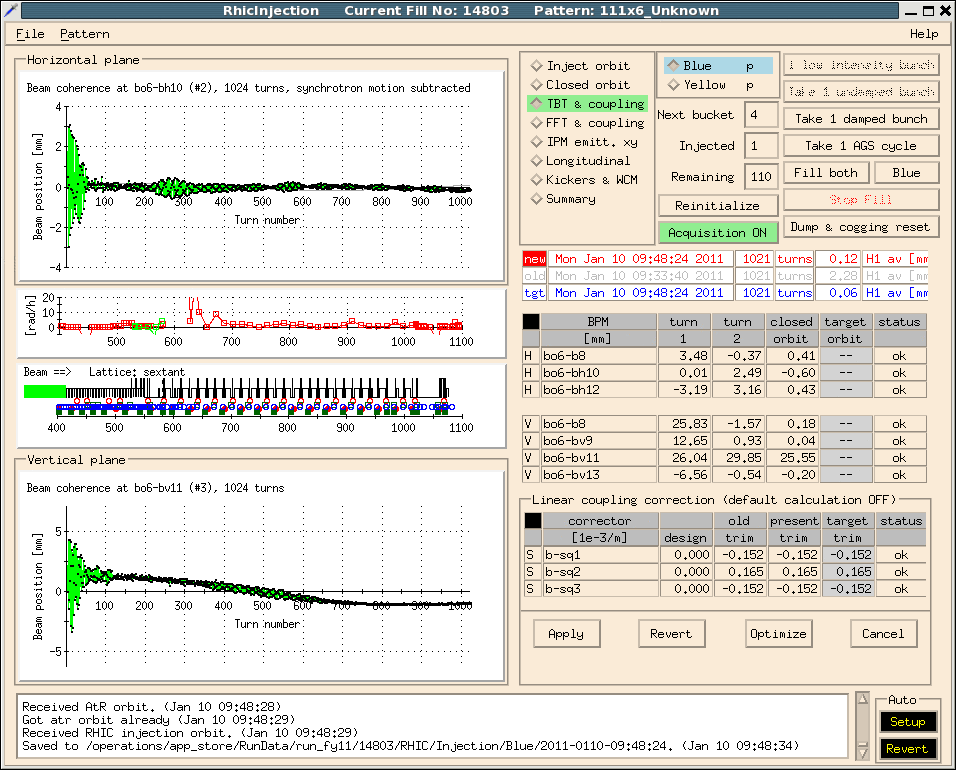 RhicInjection Current Fill No: 14803 Pattern: 111x6_Unknown
File Pattern Help
Horizontal plane
Beam coherence at bo6-bh10 (#2), 1024 turns, synchrotron motion subtracted
Beam position [mm]
4
2
0
-2
-4
100 200 300 400 500 600 700 800 900 1000
Turn number
[rad/h]
20
10
0
500 600 700 800 900 1000 1100
Beam ==> Lattice: sextant
400 500 600 700 800 900 1000 1100
Vertical plane
Beam coherence at bo6-bv11 (#3), 1024 turns
Beam position [mm]
5
0
-5
100 200 300 400 500 600 700 800 900 1000
Turn number
Inject orbit
Closed orbit
TBT & coupling
FFT & coupling
IPM emitt. xy
Longitudinal
Kickers & WCM
Summary
Blue p
Yellow p
Next bucket 4
Injected 1
Remaining 110
Reinitialize
Acquisition ON
1 low intensity bunch
Take 1 undamped bunch
Take 1 damped bunch
Take 1 AGS cycle
Fill both Blue
Stop Fill
Dump & cogging reset
new Mon Jan 10 09:48:24 2011 1021 turns 0.12 H1 av [mm
old Mon Jan 10 09:33:40 2011 1021 turns 2.28 H1 av [mm
tgt Mon Jan 10 09:48:24 2011 1021 turns 0.06 H1 av [mm
BPM turn turn closed target status
[mm] 1 2 orbit orbit
H bo6-b8 3.48 -0.37 0.41 -- ok
H bo6-bh10 0.01 2.49 -0.60 -- ok
H bo6-bh12 -3.19 3.16 0.43 -- ok
V bo6-b8 25.83 -1.57 0.18 -- ok
V bo6-bv9 12.65 0.93 0.04 -- ok
V bo6-bv11 26.04 29.85 25.55 -- ok
V bo6-bv13 -6.56 -0.54 -0.20 -- ok
Linear coupling correction (default calculation OFF)
corrector old present target status
[1e-3/m] design trim trim trim
S b-sq1 0.000 -0.152 -0.152 -0.152 ok
S b-sq2 0.000 0.165 0.165 0.165 ok
S b-sq3 0.000 -0.152 -0.152 -0.152 ok
Apply Revert Optimize Cancel
Received AtR orbit. (Jan 10 09:48:28)
Got atr orbit already (Jan 10 09:48:29)
Received RHIC injection orbit. (Jan 10 09:48:29)
Saved to /operations/app_store/RunData/run_fy11/14803/RHIC/Injection/Blue/2011-0110-09:48:24. (Jan 10 09:48:34)
Auto
Setup
Revert